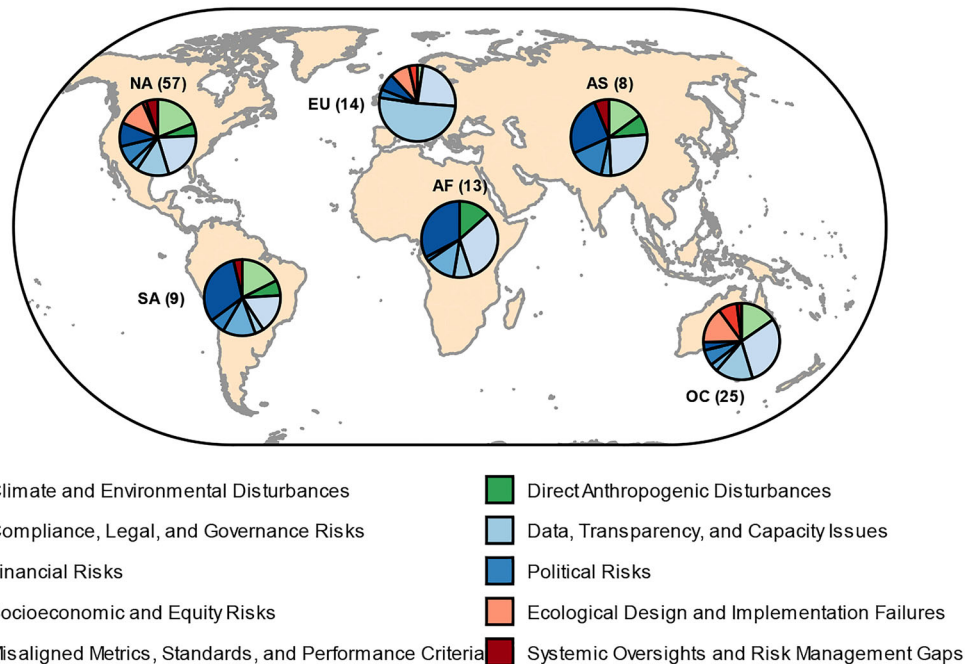 NA (57)
EU (14)
AS (8)
AF (13)
SA (9)
OC (25)
limate and Environmental Disturbances
Direct Anthropogenic Disturbances
ompliance, Legal, and Governance Risks
Data, Transparency, and Capacity Issues
inancial Risks
Political Risks
ocioeconomic and Equity Risks
Ecological Design and Implementation Failures
isaligned Metrics, Standards, and Performance Criteria
Systemic Oversights and Risk Management Gaps